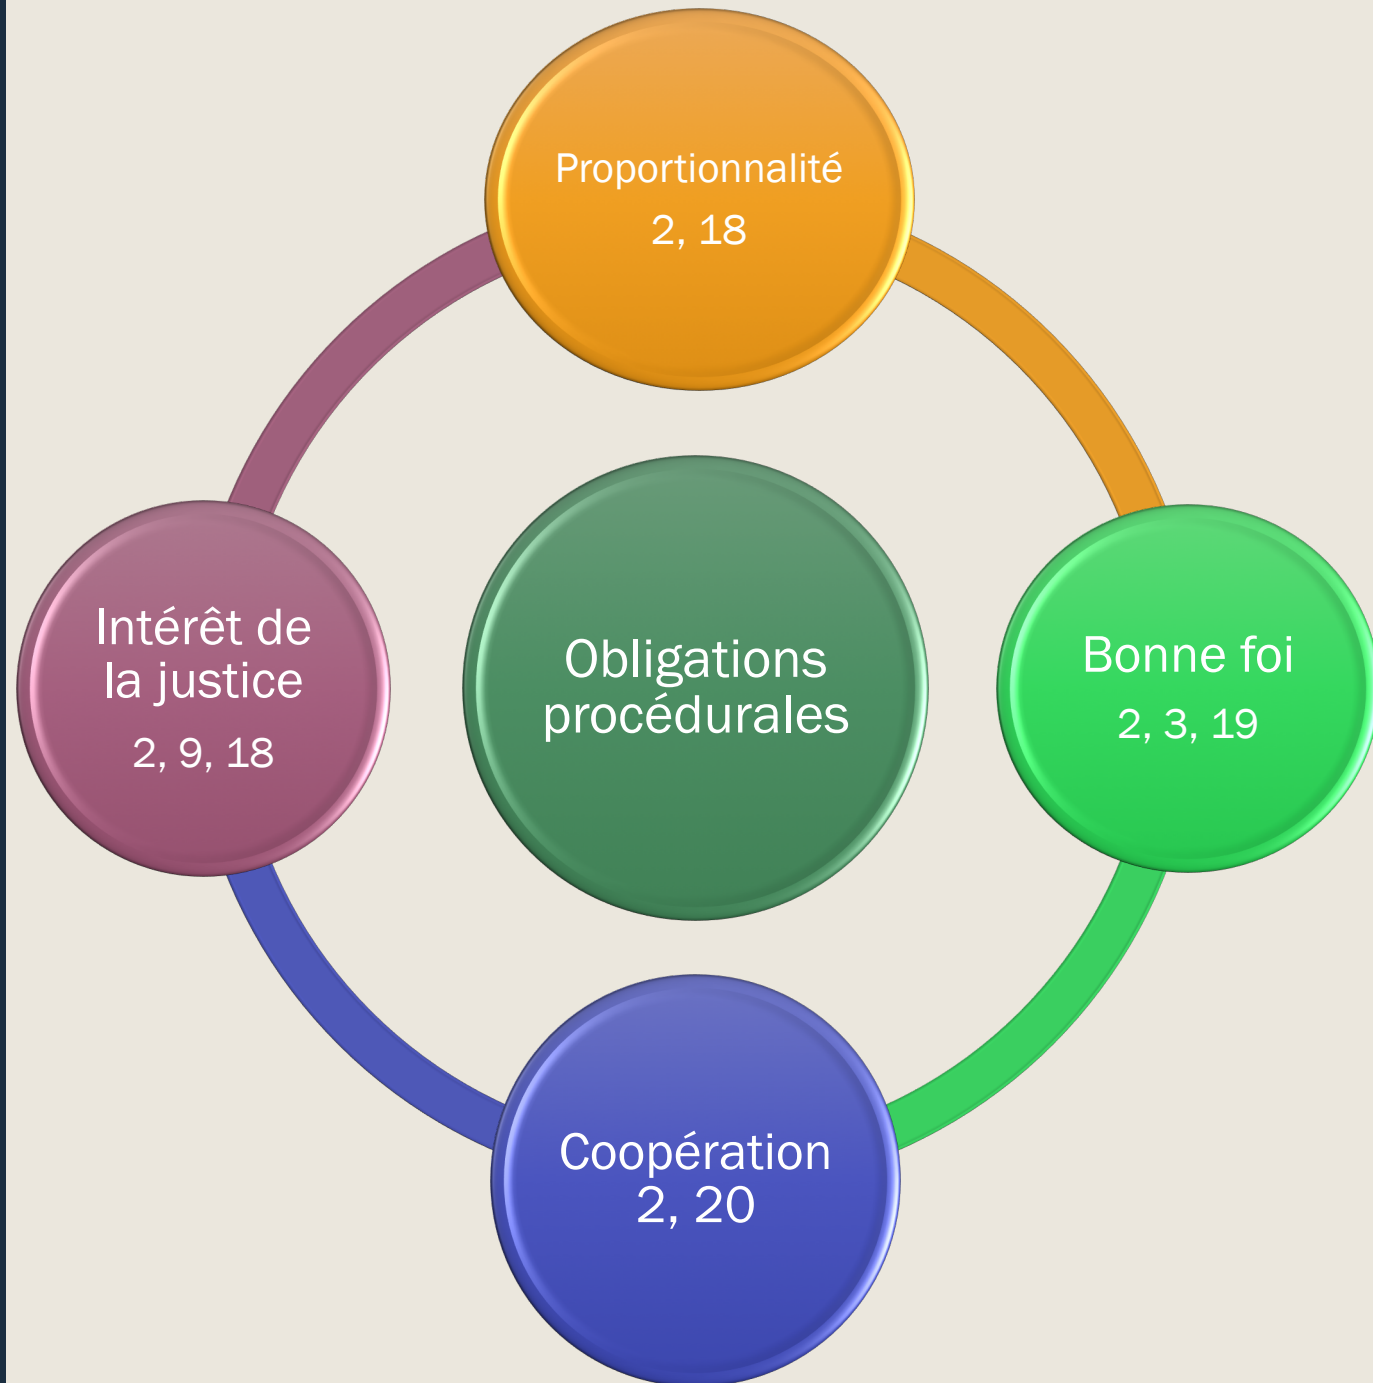 Proportionnalité
2, 18
Intérêt de
la justice
2, 9, 18
Obligations
procédurales
Bonne foi
2, 3, 19
Coopération
2, 20